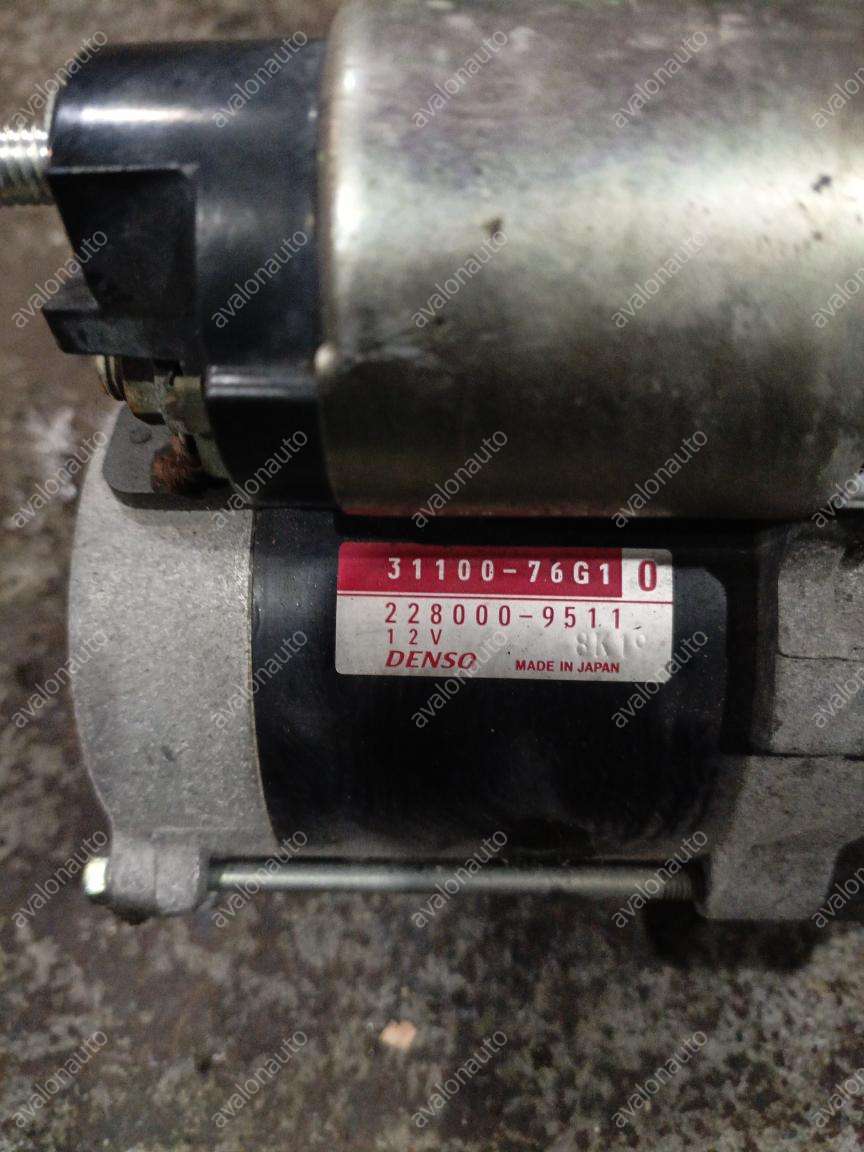 31100-76G1 0
228000-9511
12V
DENSO MADE IN JAPAN
avalonauto